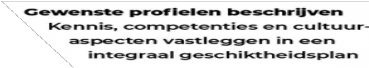 Gewenste profielen beschrijven
Kennis, competenties en cultuur-
aspecten vastleggen in een
integraal geschiktheidsplan